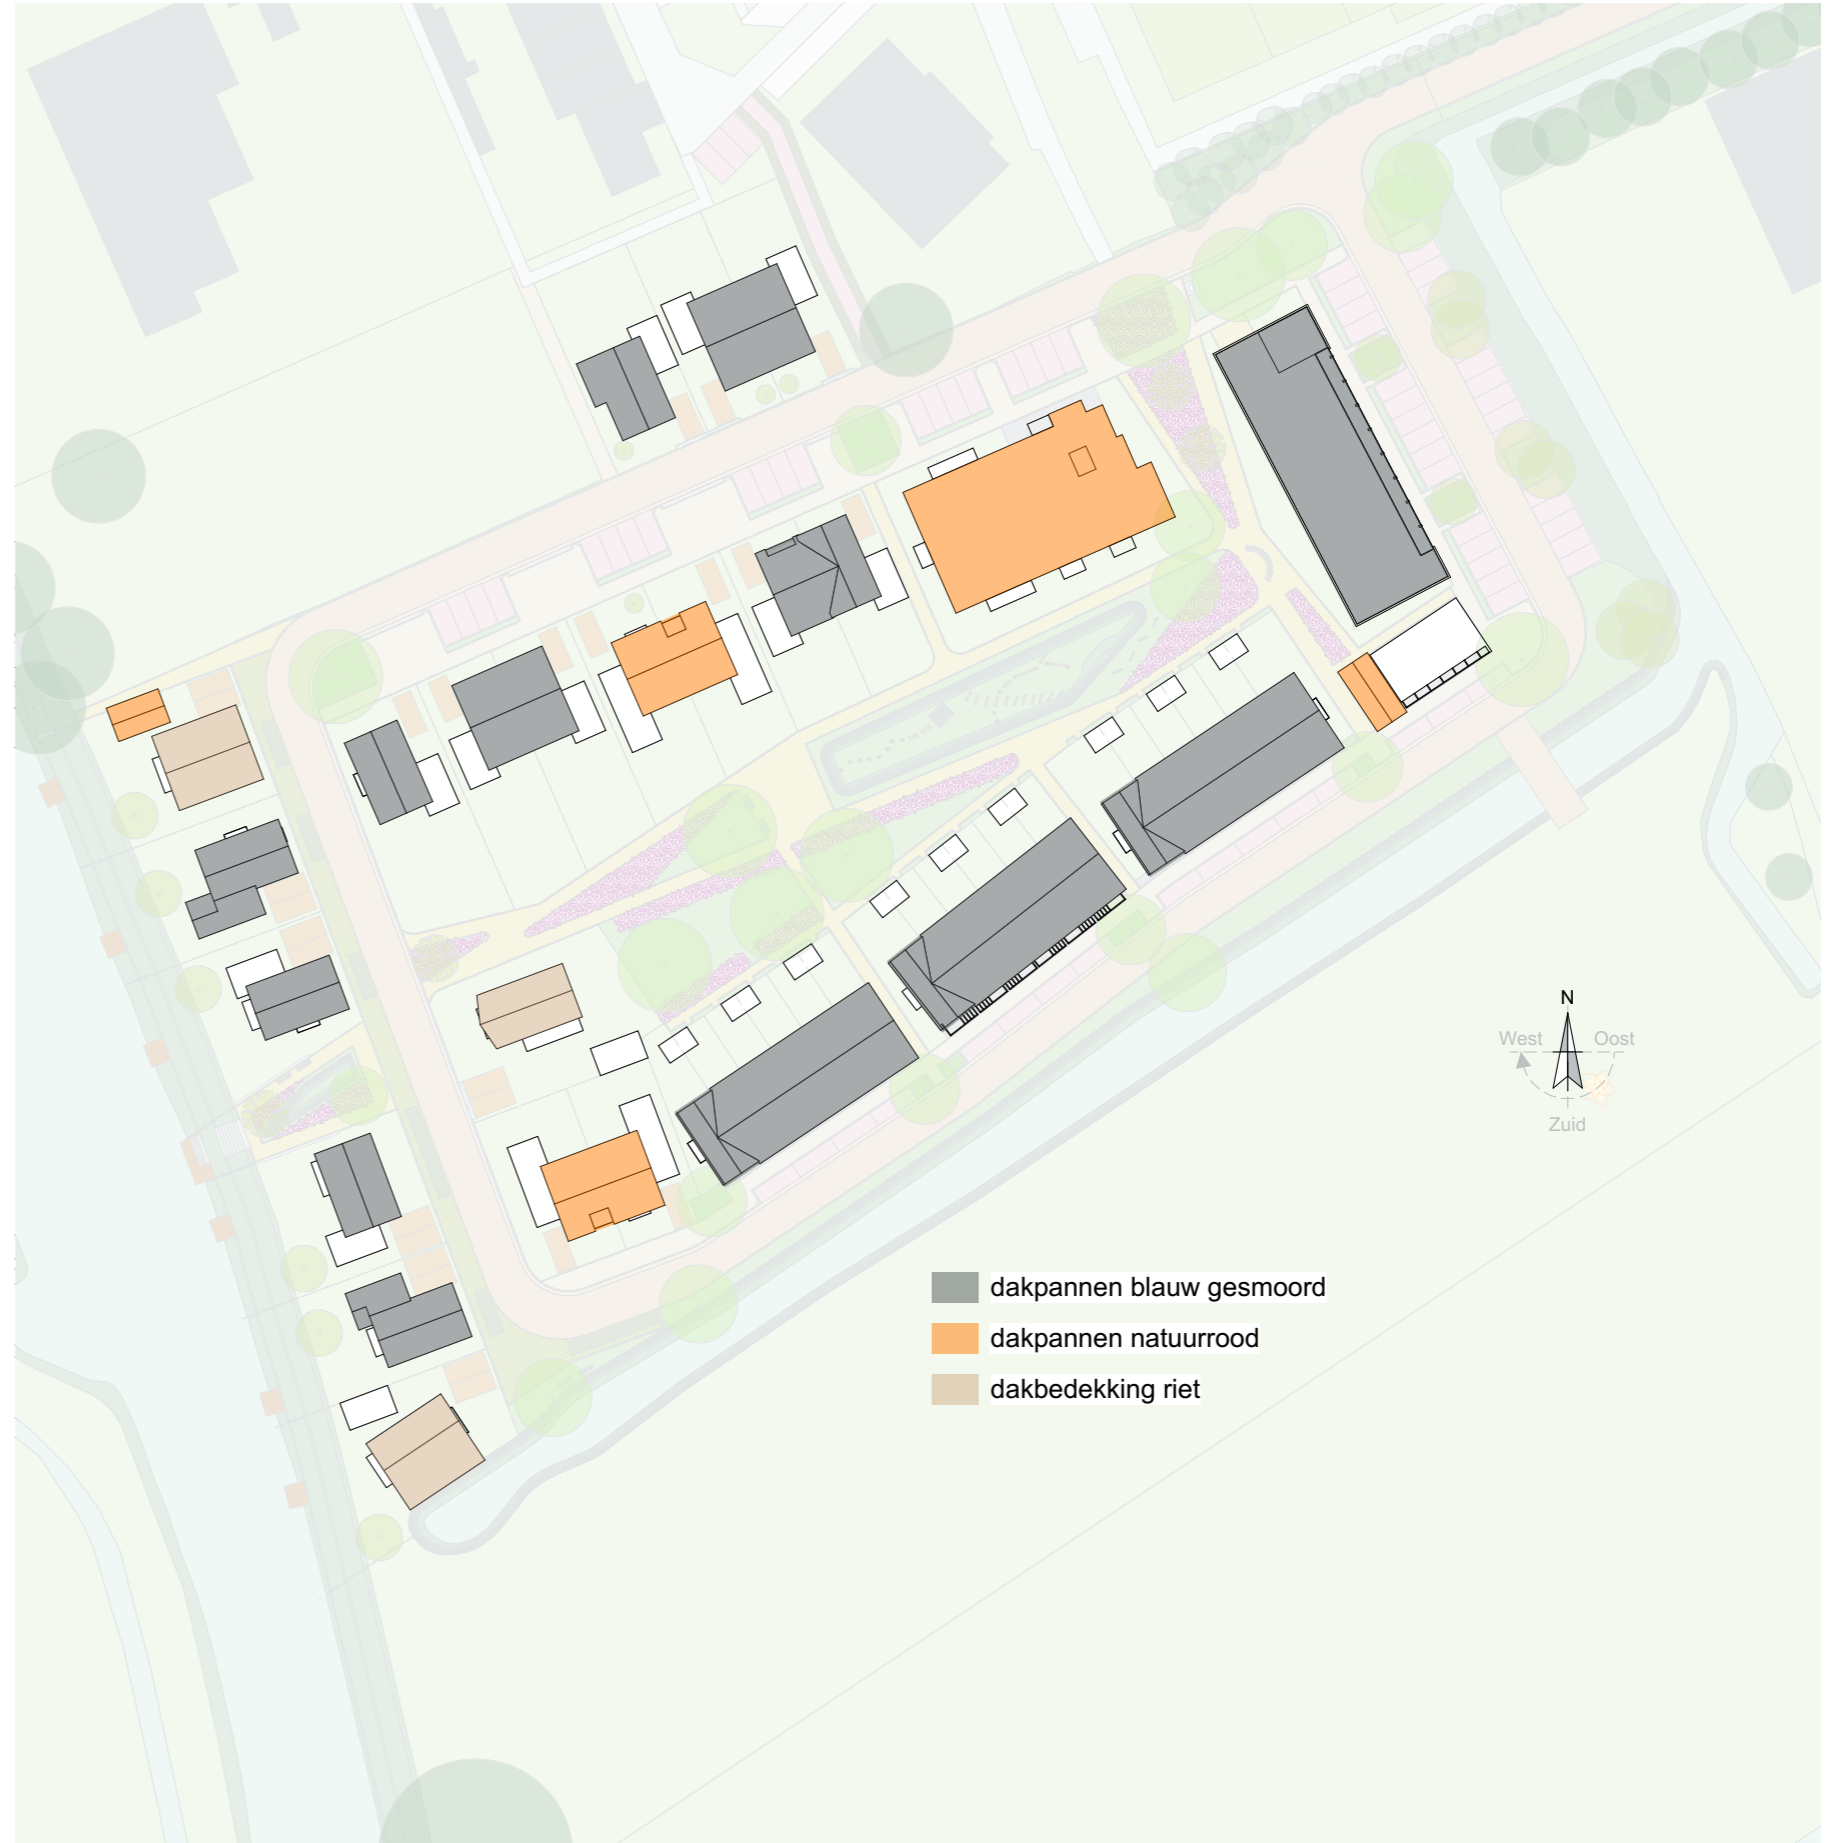 N
West Oost
Zuid
dakpannen blauw gesmoord
dakpannen natuurrood
dakbedekking riet